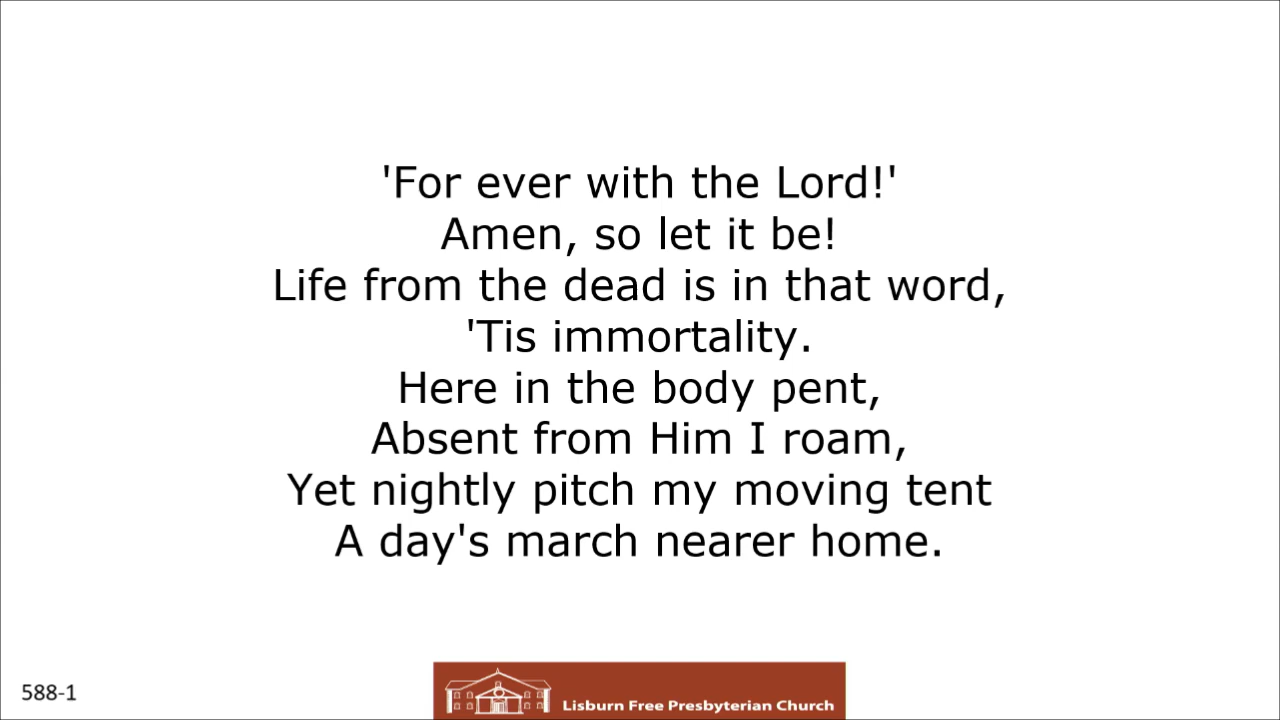 'For ever with the Lord!'
Amen, so let it be!
Life from the dead is in that word,
'Tis immortality.
Here in the body pent,
Absent from Him I roam,
Yet nightly pitch my moving tent
A day's march nearer home.
588-1
Lisburn Free Presbyterian Church